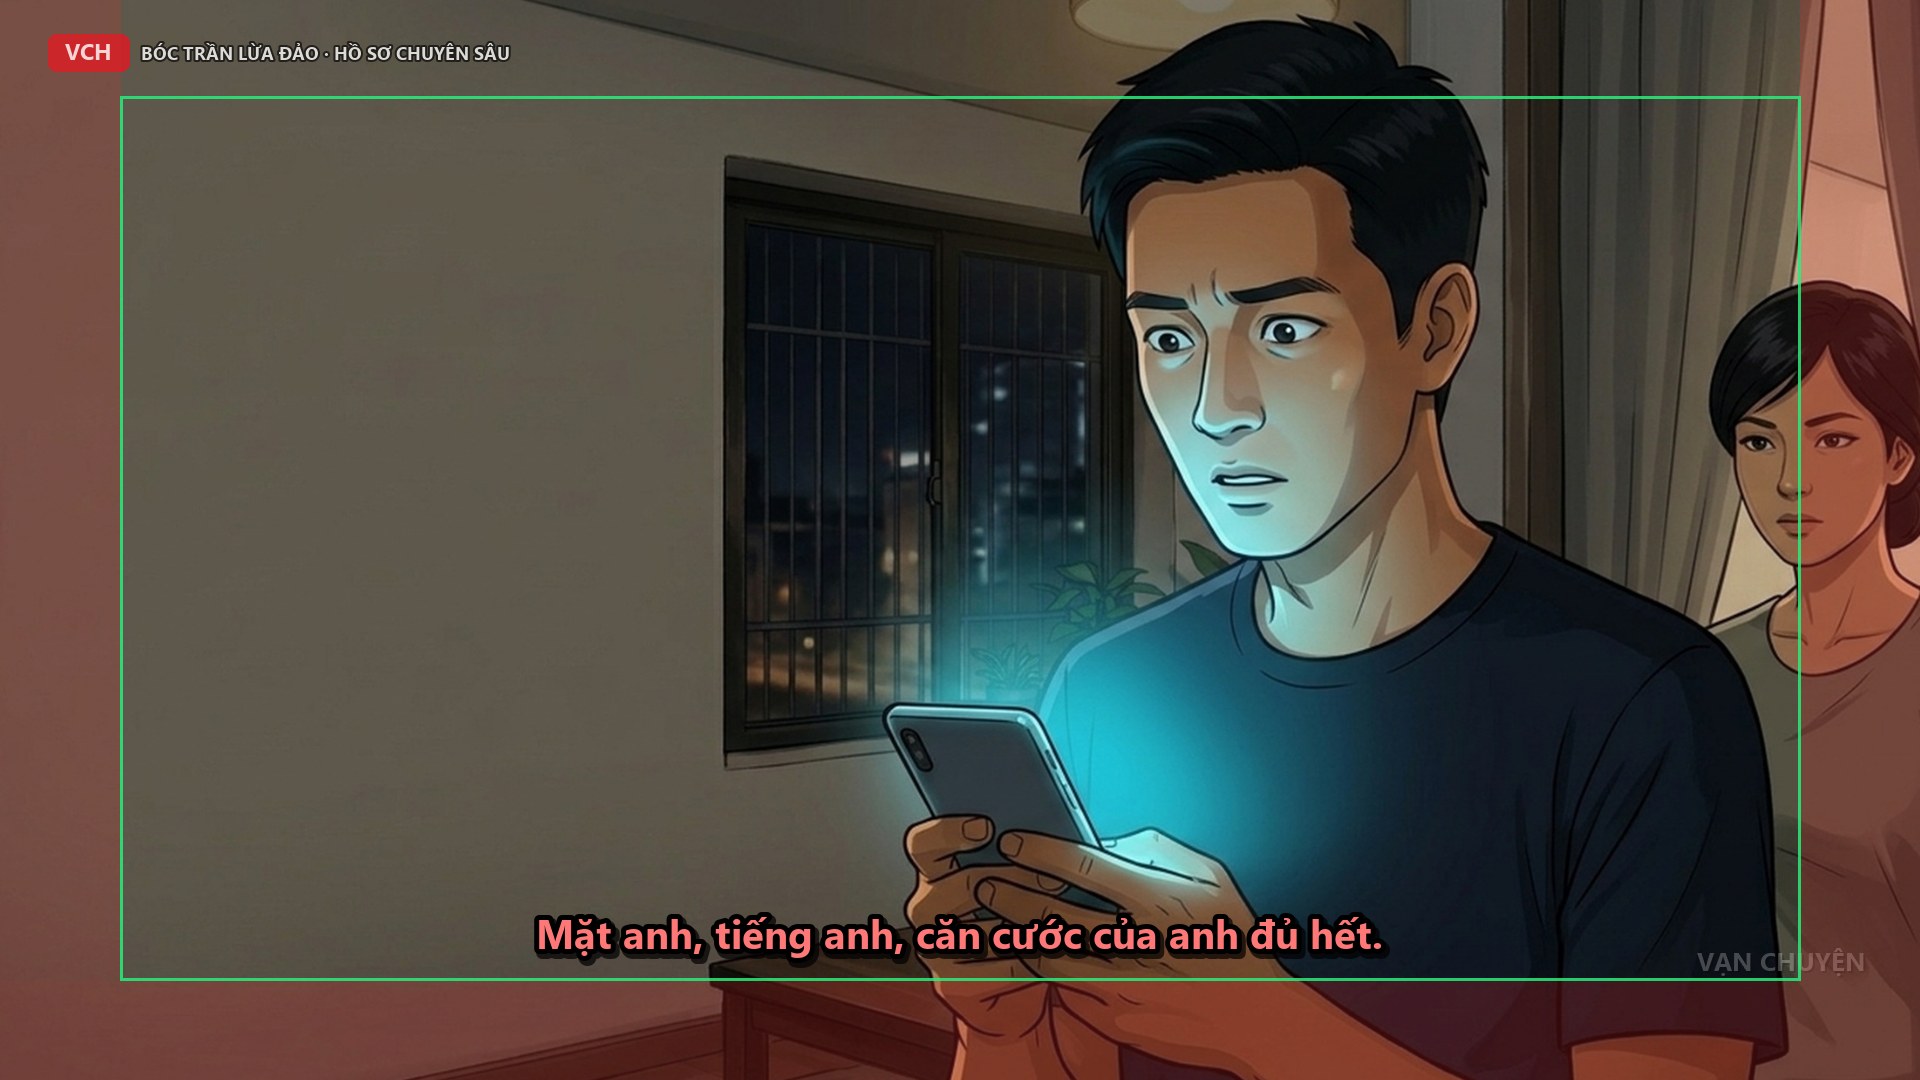 VCH
BÓC TRẦN LỪA ĐẢO · HỒ SƠ CHUYÊN SÂU
Mặt anh, tiếng anh, căn cước của anh đủ hết.
VẠN CHUYỆN